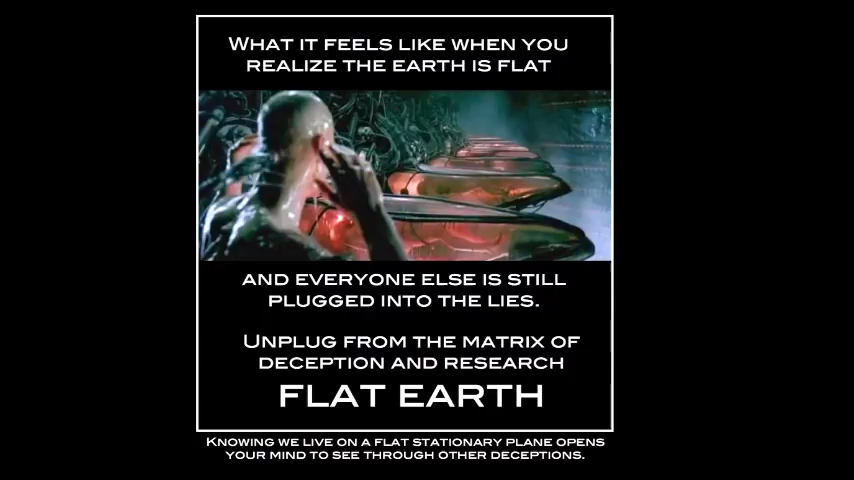 What it feels like when you
realize the earth is flat
and everyone else is still
plugged into the lies.
Unplug from the matrix of
deception and research
FLAT EARTH
Knowing we live on a flat stationary plane opens
your mind to see through other deceptions.